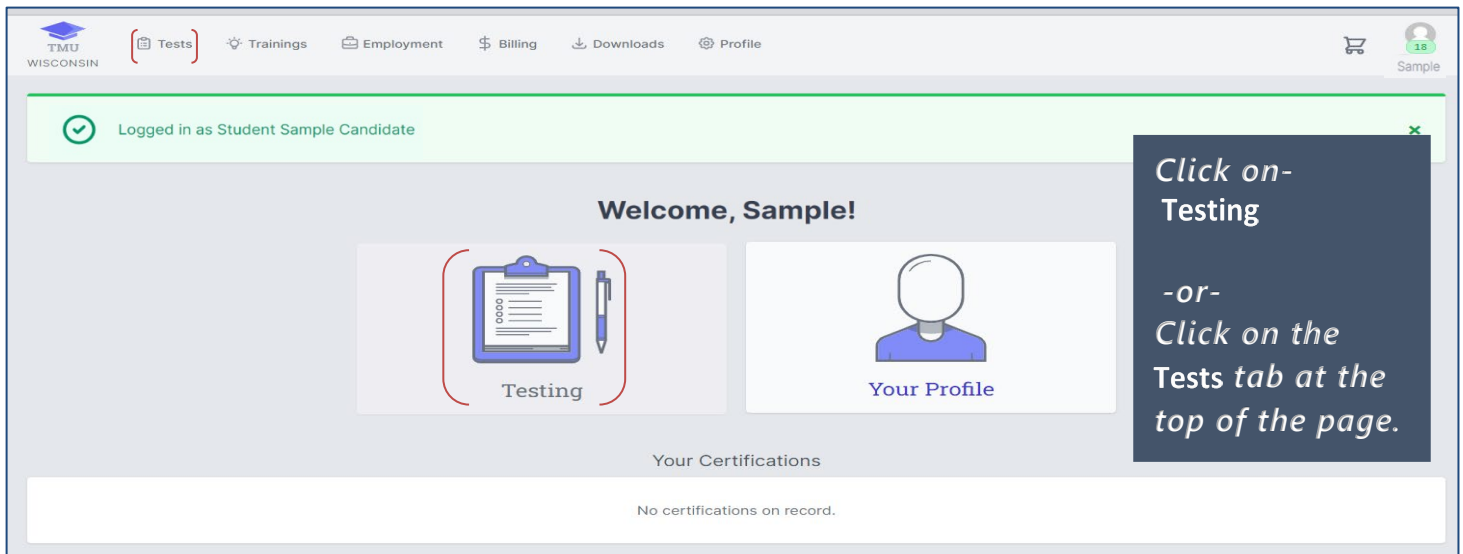 TMU
WISCONSIN
Tests
Trainings
Employment
Billing
Downloads
Profile
18
Sample
Logged in as Student Sample Candidate
Click on-
Testing
-or-
Click on the
Tests tab at the
top of the page.
Welcome, Sample!
Testing
Your Profile
Your Certifications
No certifications on record.